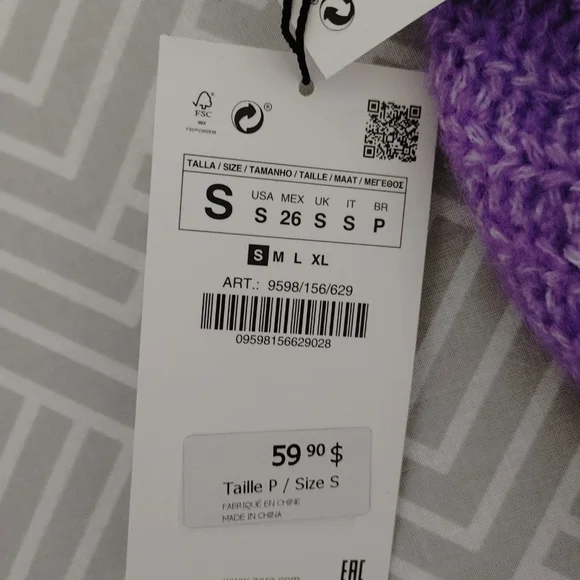 FSC
MIX
TALLA / SIZE / TAMANHO / TAILLE / MAAT / ΜΕΓΕΘΟΣ
S
USA MEX UK IT BR
S 26 S S P
S M L XL
ART.: 9598/156/629
09598156629028
59 90 $
Taille P / Size S
FABRIQUÉ EN CHINE
MADE IN CHINA
EAC